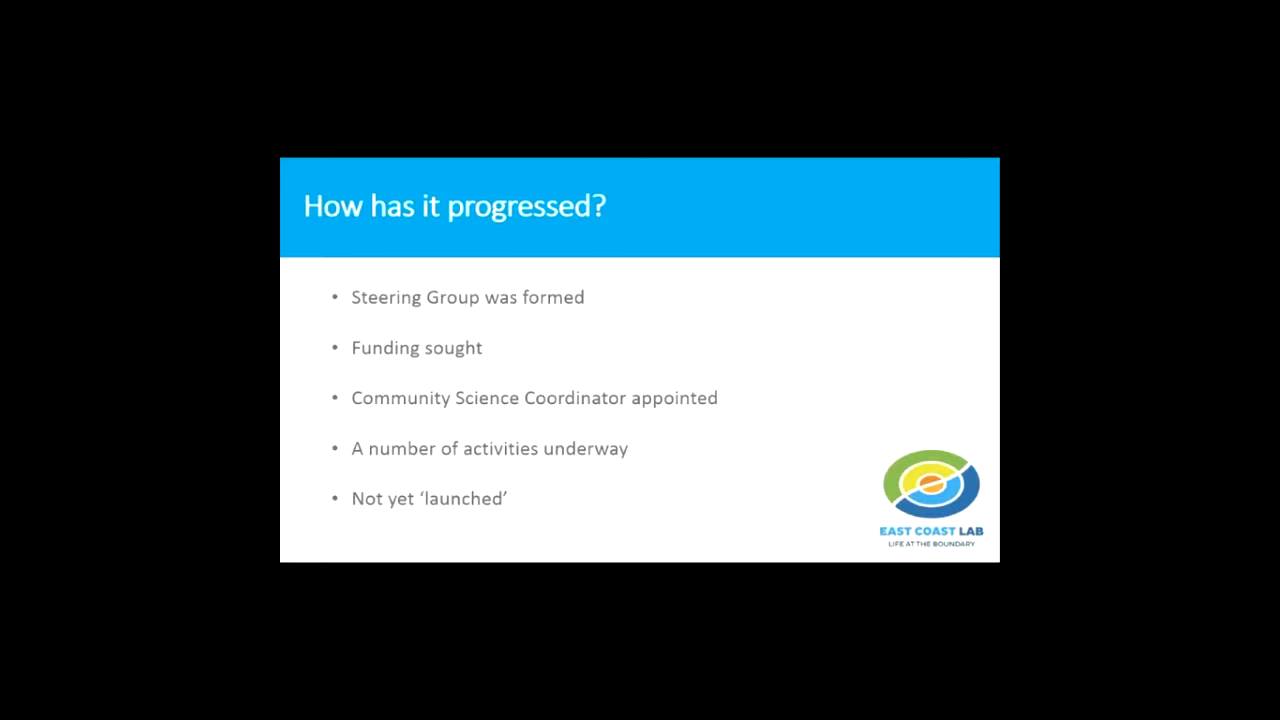 How has it progressed?
• Steering Group was formed
• Funding sought
• Community Science Coordinator appointed
• A number of activities underway
• Not yet ‘launched’
EAST COAST LAB
LIFE AT THE BOUNDARY